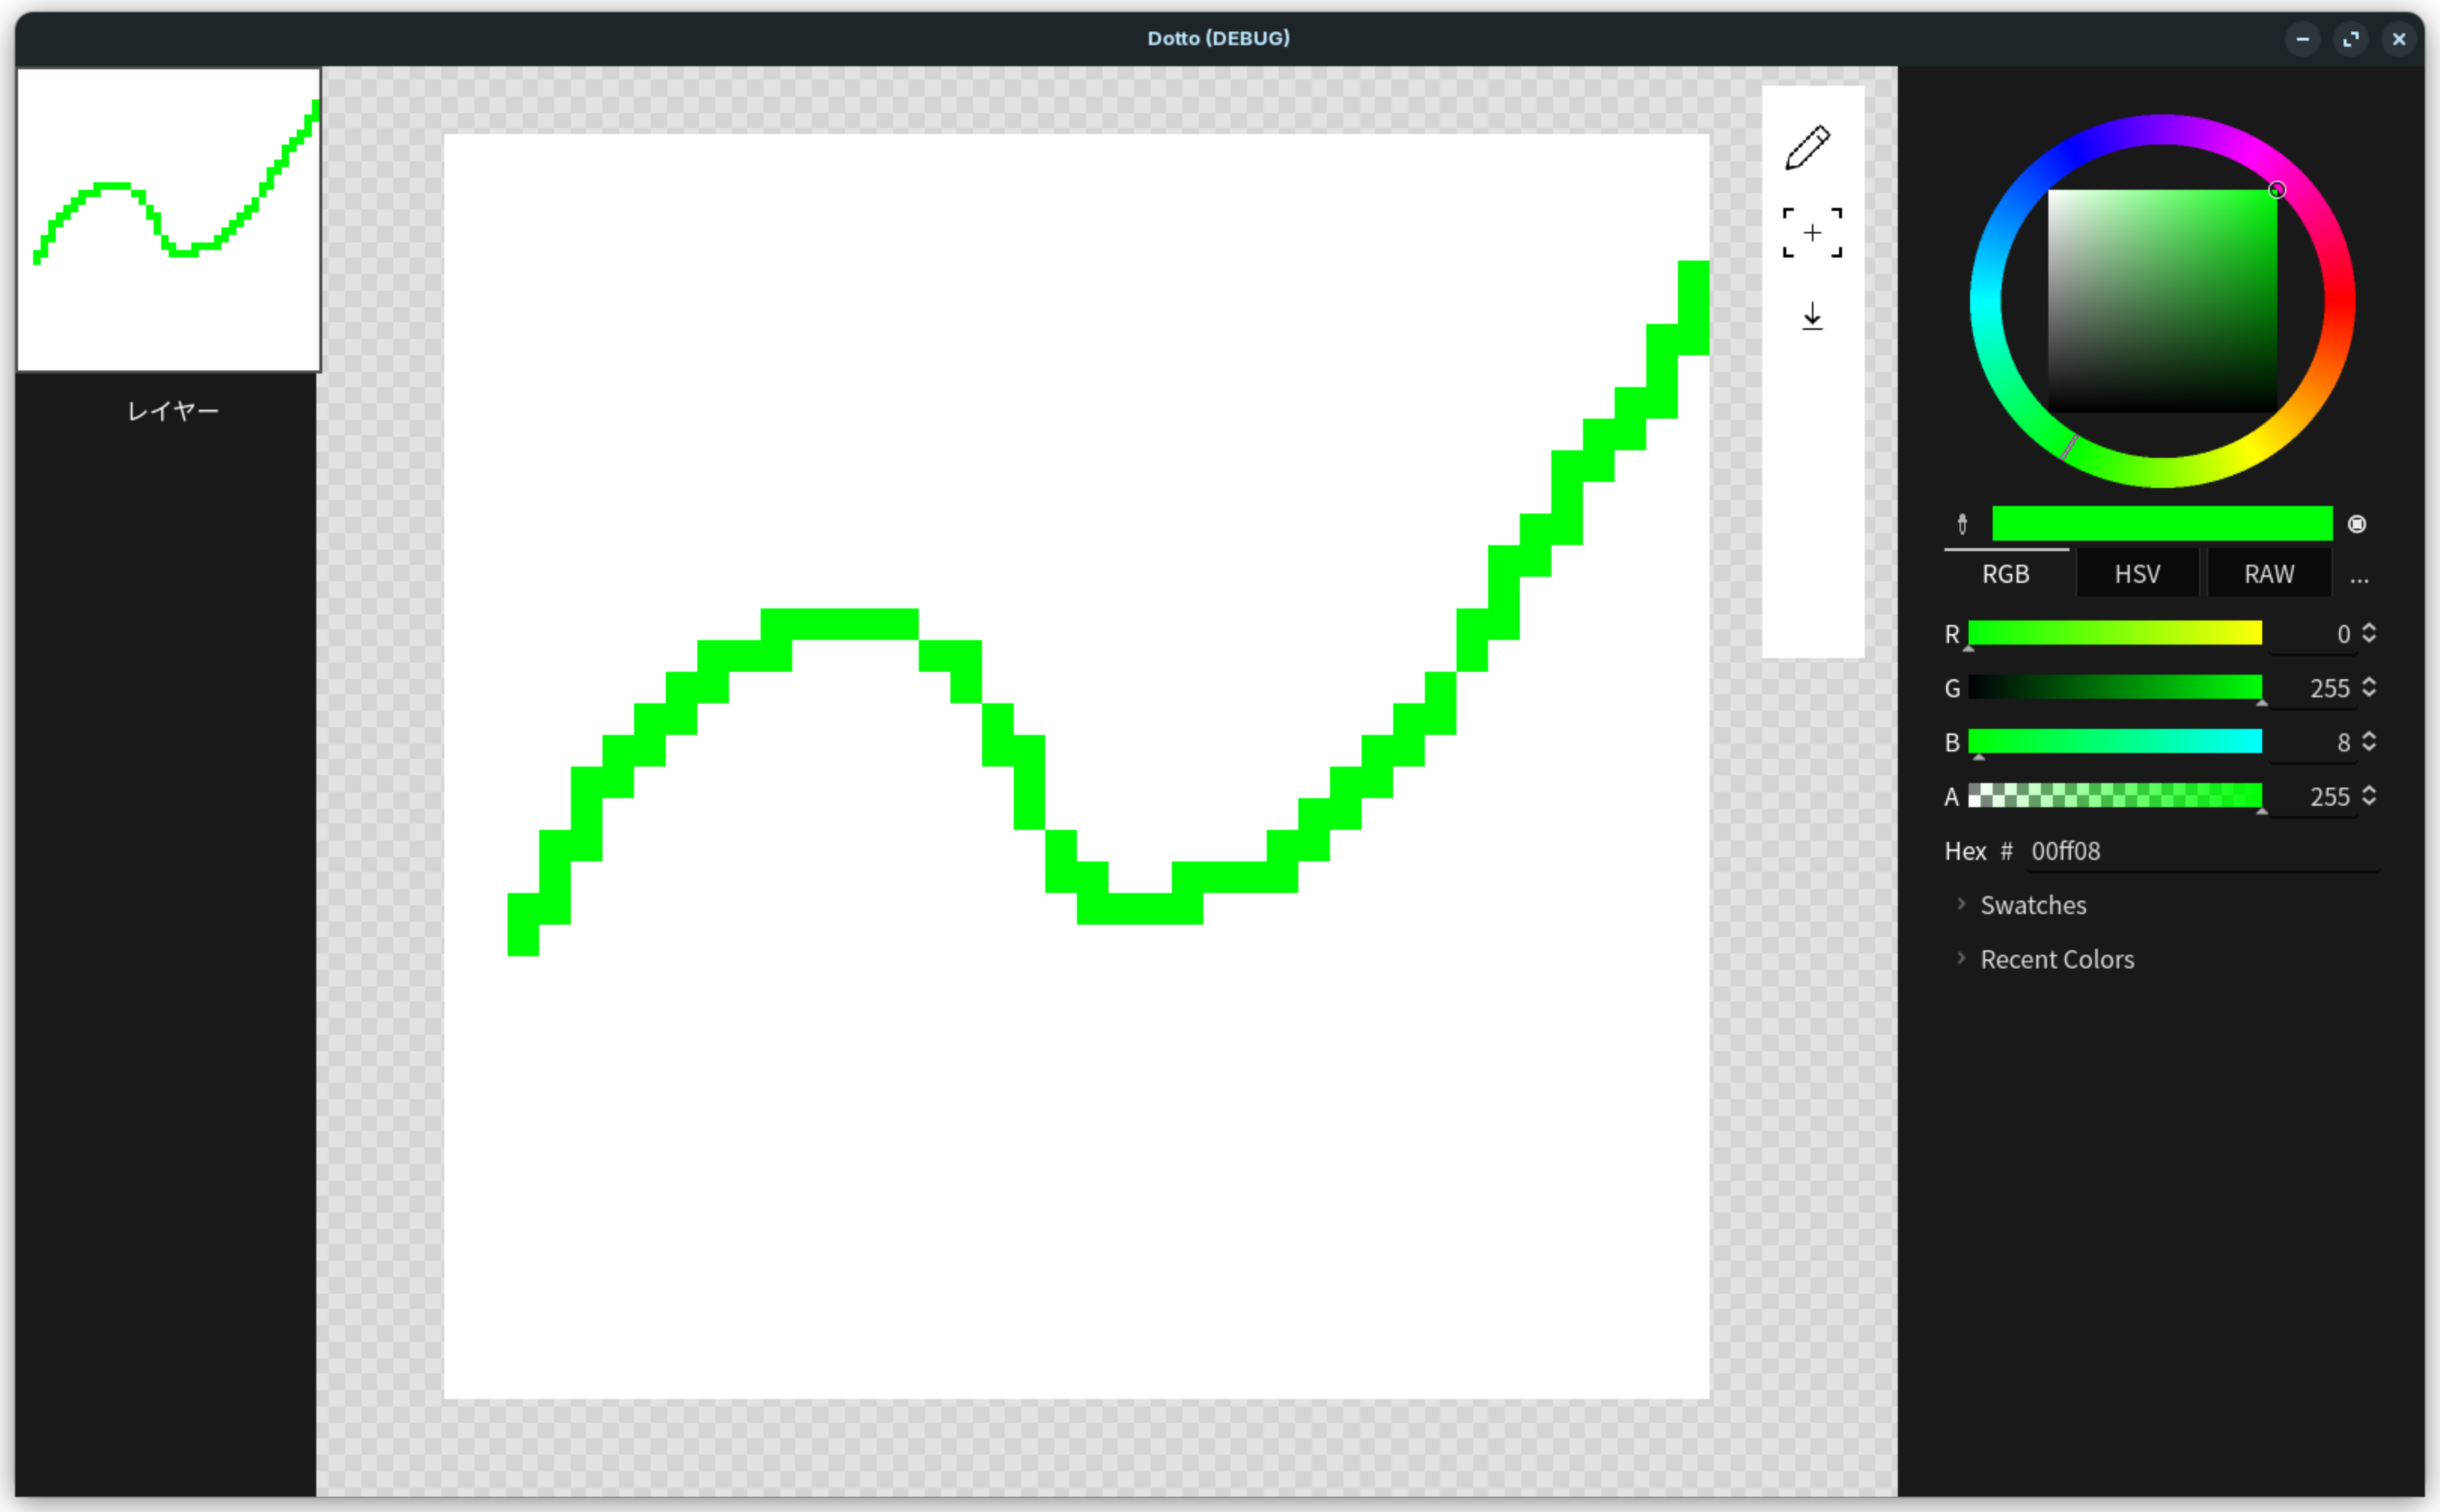 Dotto (DEBUG)
レイヤー
RGB HSV RAW ...
R 0
G 255
B 8
A 255
Hex # 00ff08
Swatches
Recent Colors